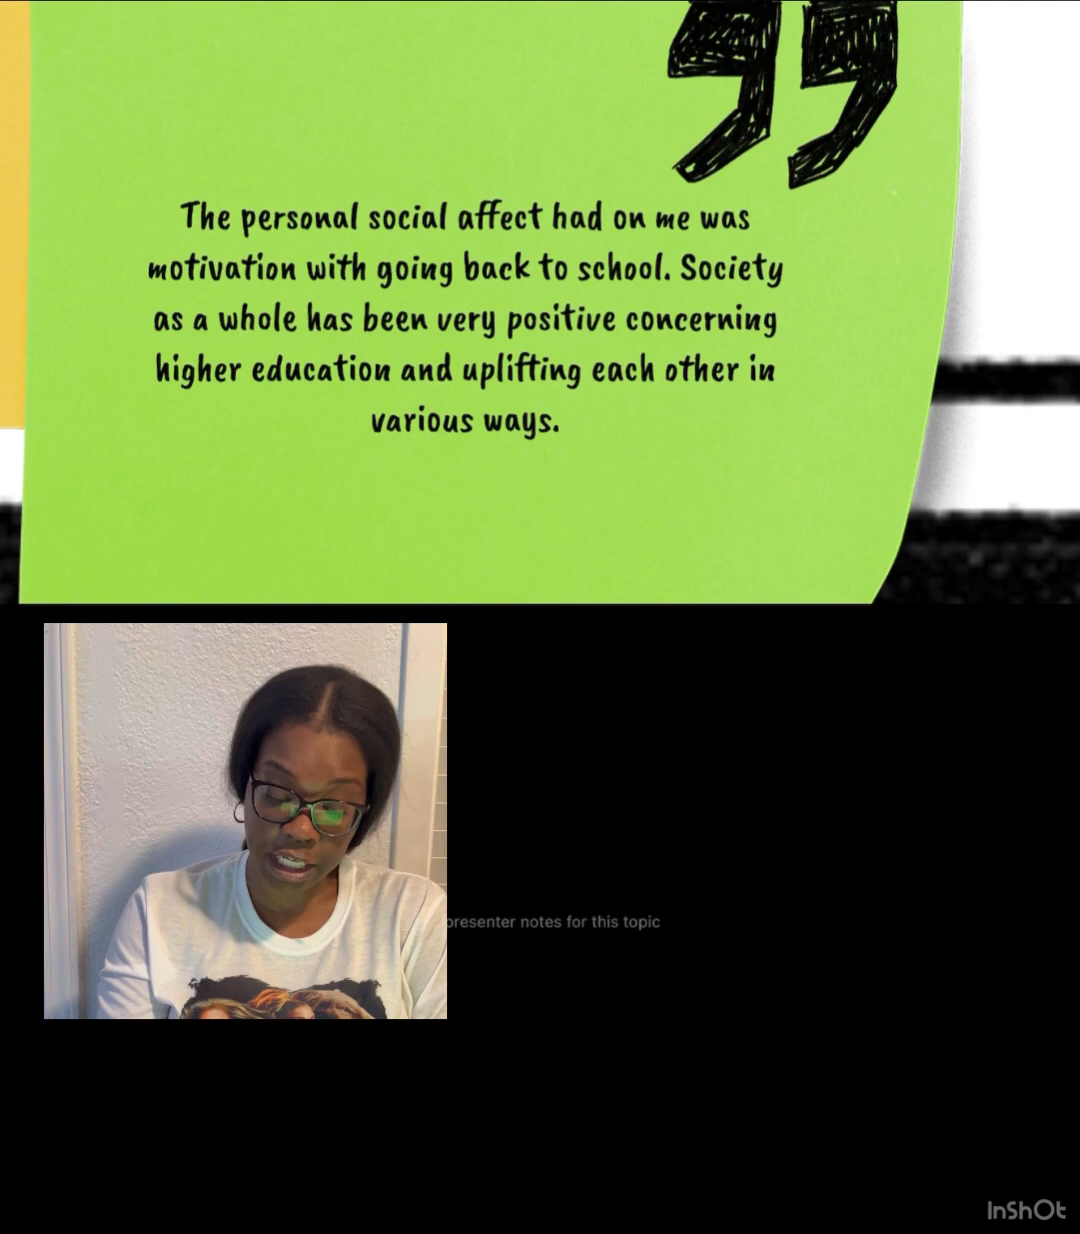 The personal social affect had on me was
motivation with going back to school. Society
as a whole has been very positive concerning
higher education and uplifting each other in
various ways.
presenter notes for this topic
InShOt